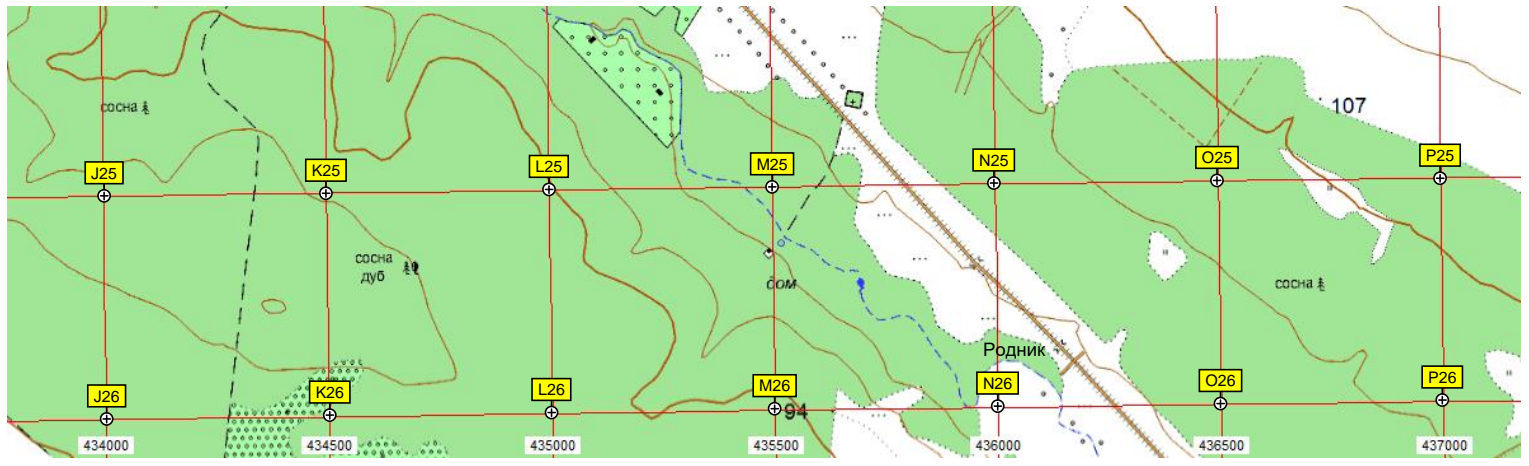 107
сосна
J25
K25
L25
M25
N25
O25
P25
сосна
дуб
дом
сосна
Родник
J26
K26
L26
M26
94
N26
O26
P26
434000
434500
435000
435500
436000
436500
437000